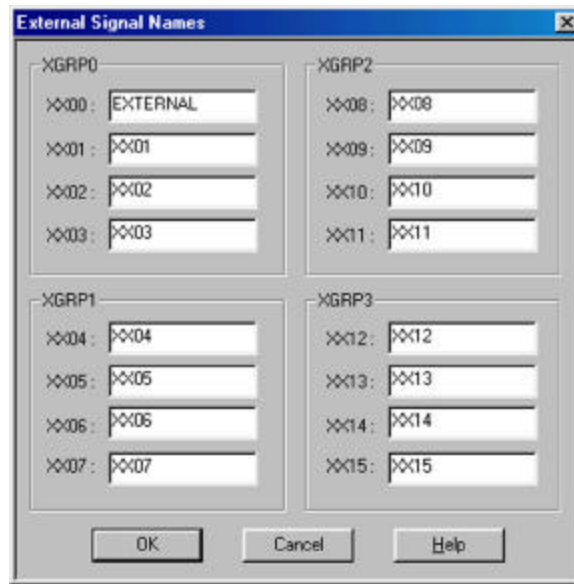 External Signal Names
XGRP0
XX00 : EXTERNAL
XX01 : XX01
XX02 : XX02
XX03 : XX03
XGRP2
XX08 : XX08
XX09 : XX09
XX10 : XX10
XX11 : XX11
XGRP1
XX04 : XX04
XX05 : XX05
XX06 : XX06
XX07 : XX07
XGRP3
XX12 : XX12
XX13 : XX13
XX14 : XX14
XX15 : XX15
OK Cancel Help